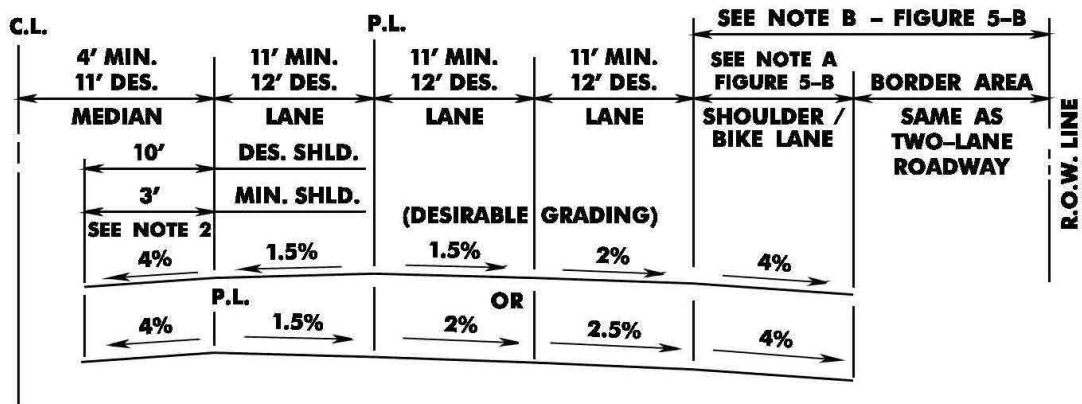 C.L.
P.L.
SEE NOTE B – FIGURE 5–B
4' MIN.
11' DES.
11' MIN.
12' DES.
11' MIN.
12' DES.
11' MIN.
12' DES.
SEE NOTE A
FIGURE 5–B
BORDER AREA
MEDIAN
LANE
LANE
LANE
SHOULDER /
BIKE LANE
SAME AS
TWO–LANE
ROADWAY
R.O.W. LINE
10'
DES. SHLD.
3'
MIN. SHLD.
SEE NOTE 2
(DESIRABLE GRADING)
4%
1.5%
1.5%
2%
4%
P.L.
OR
4%
1.5%
2%
2.5%
4%